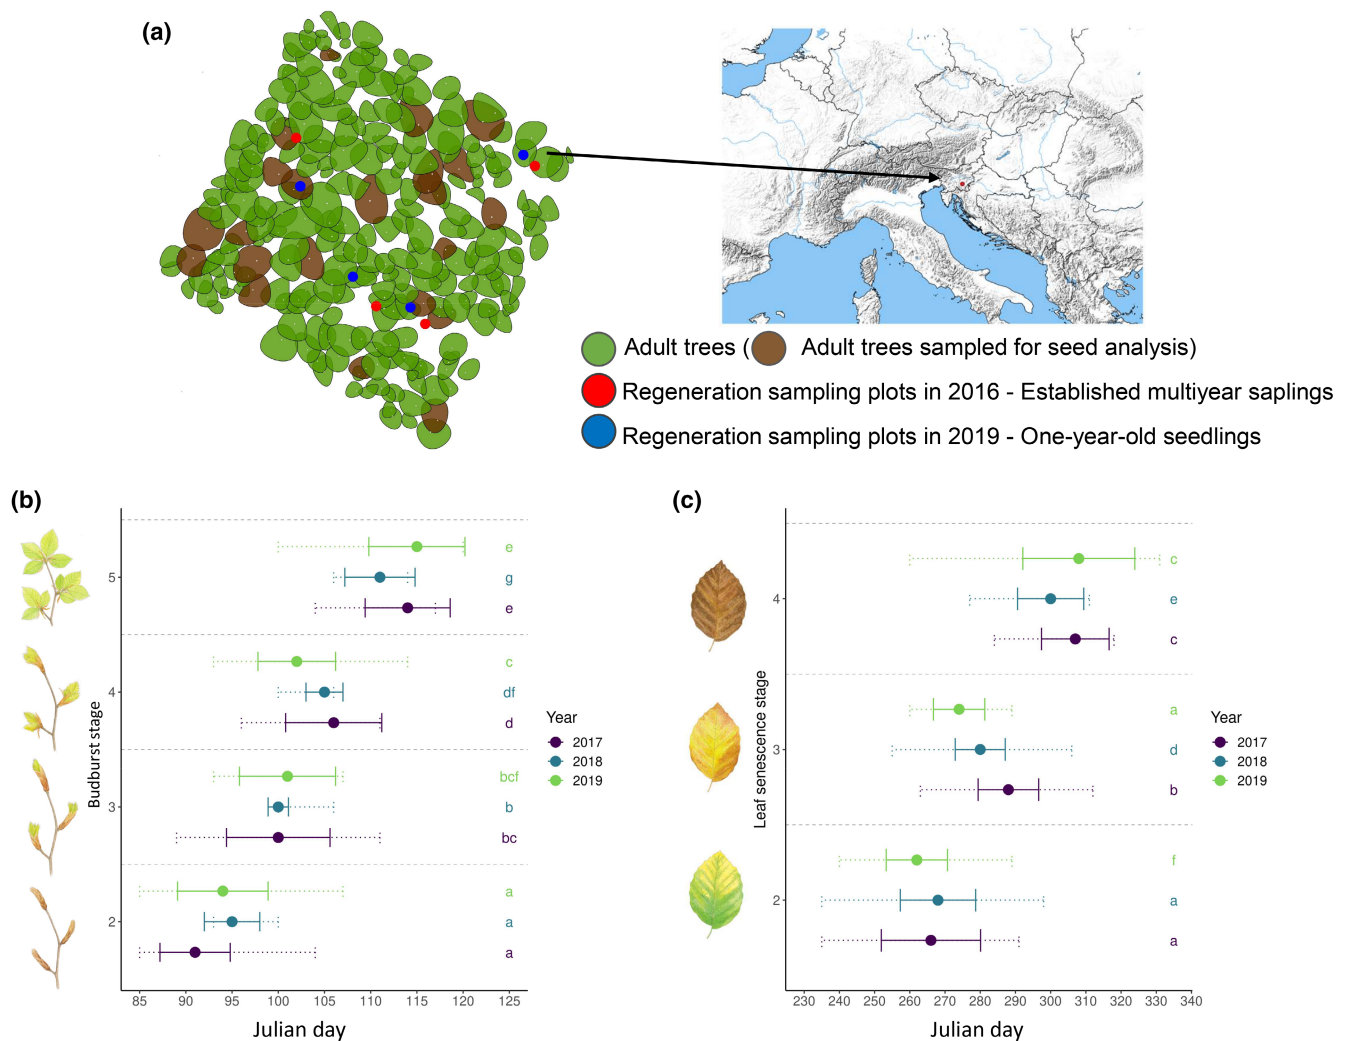 (a)
Adult trees ( Adult trees sampled for seed analysis)
Regeneration sampling plots in 2016 - Established multiyear saplings
Regeneration sampling plots in 2019 - One-year-old seedlings
(b)
Budburst stage
5
4
3
2
e
g
e
c
df
d
bcf
b
bc
a
a
a
85 90 95 100 105 110 115 120 125
Julian day
Year
2017
2018
2019
(c)
Leaf senescence stage
4
3
2
c
e
c
a
d
b
f
a
a
230 240 250 260 270 280 290 300 310 320 330 340
Julian day
Year
2017
2018
2019